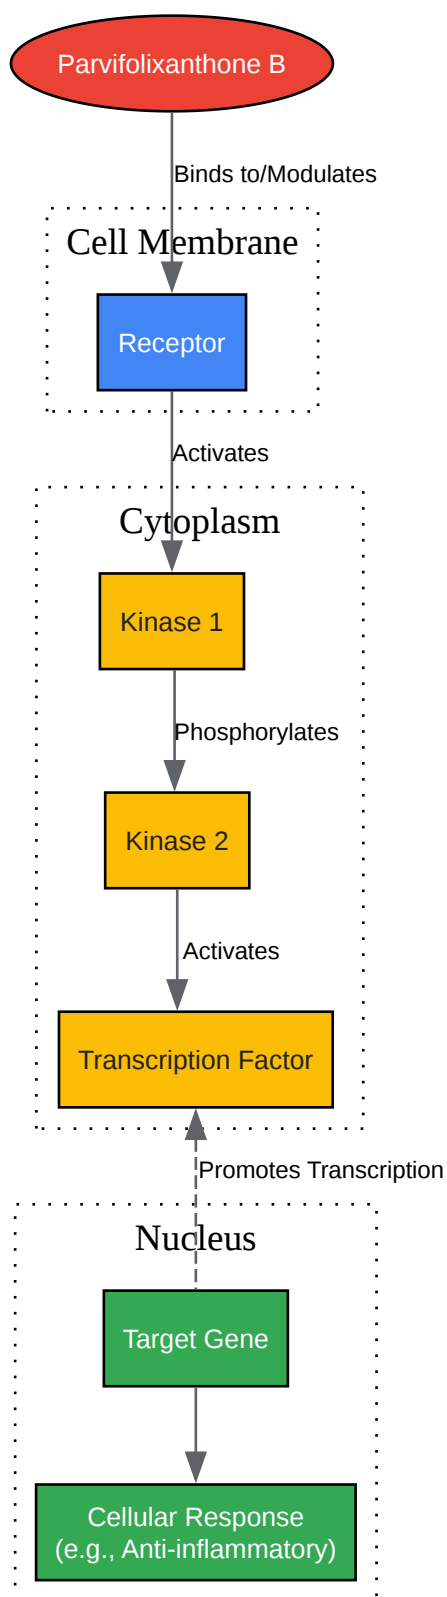 Parvifolixanthone B
Binds to/Modulates
Cell Membrane
Receptor
Activates
Cytoplasm
Kinase 1
Phosphorylates
Kinase 2
Activates
Transcription Factor
Promotes Transcription
Nucleus
Target Gene
Cellular Response
(e.g., Anti-inflammatory)